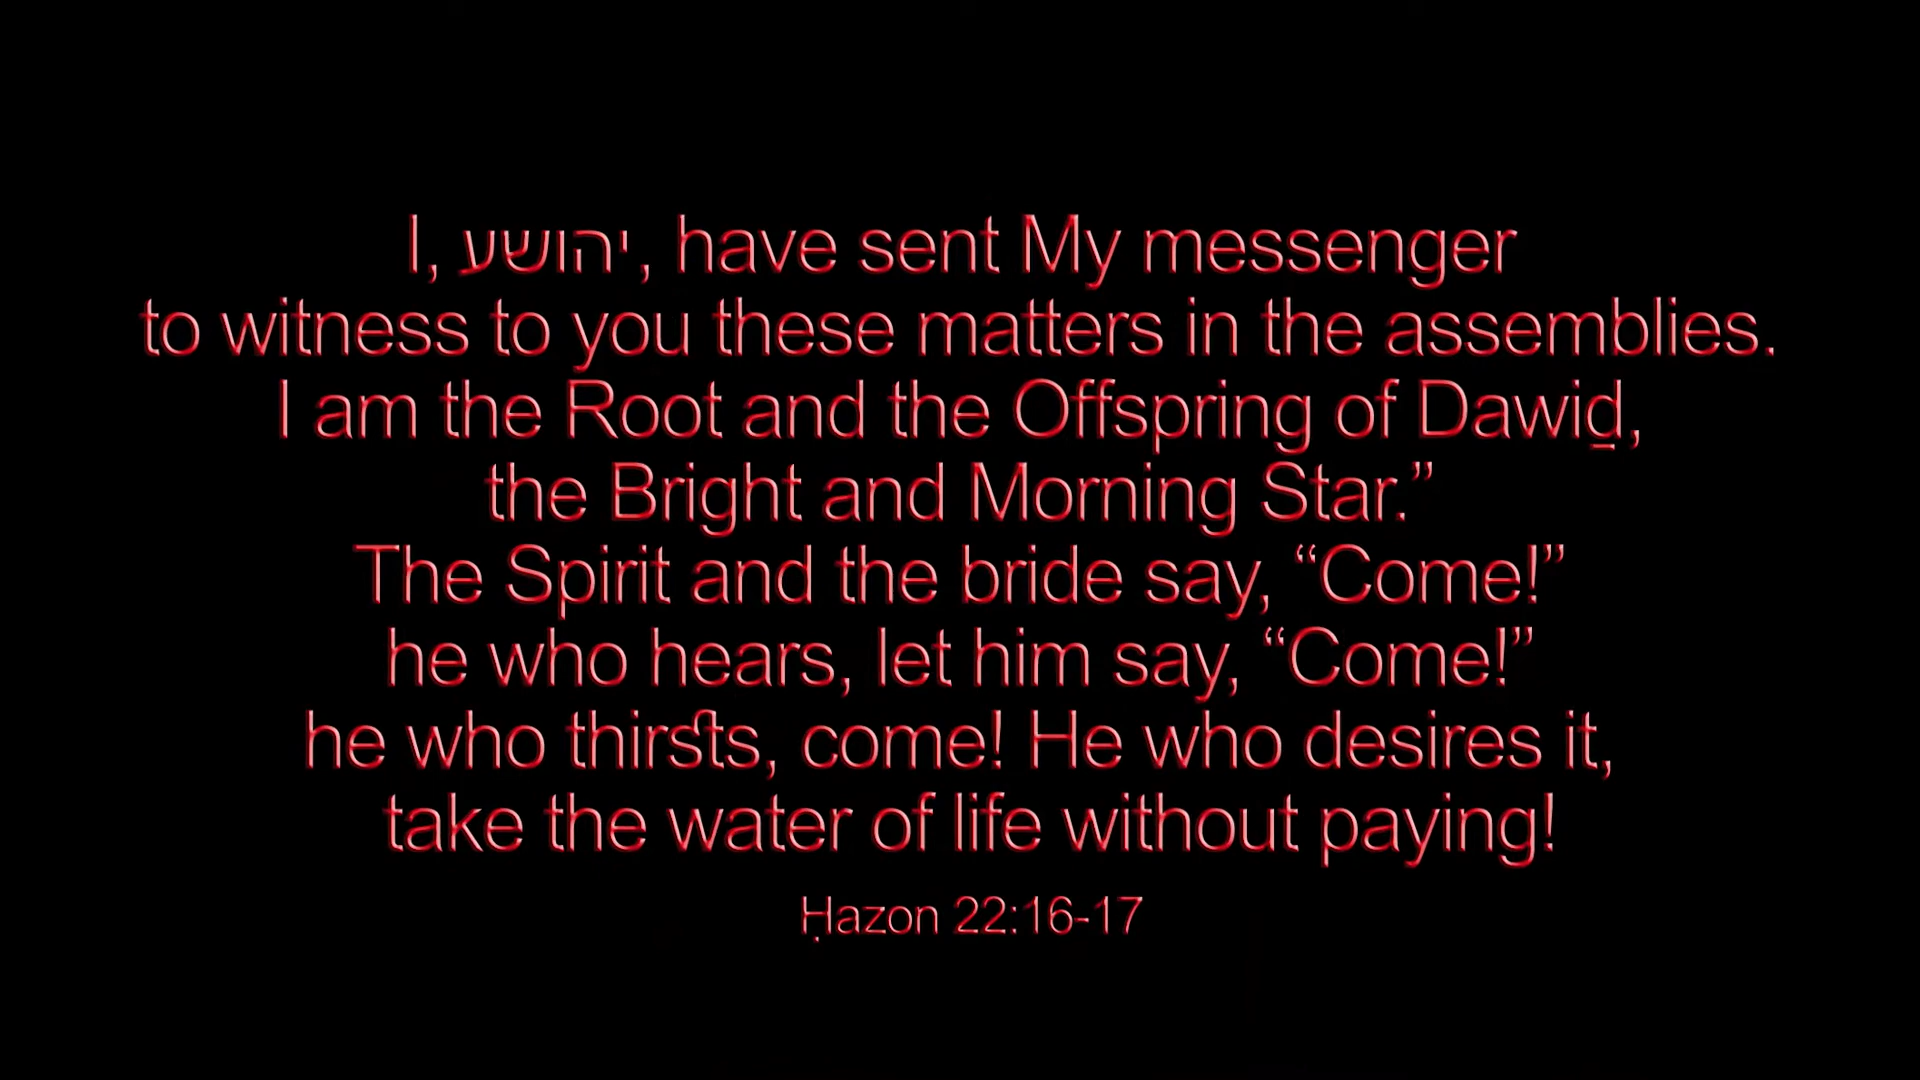 I, יהושע, have sent My messenger
to witness to you these matters in the assemblies.
I am the Root and the Offspring of Dawiḏ,
the Bright and Morning Star.”
The Spirit and the bride say, “Come!”
he who hears, let him say, “Come!”
he who thirsts, come! He who desires it,
take the water of life without paying!
Ḥazon 22:16-17